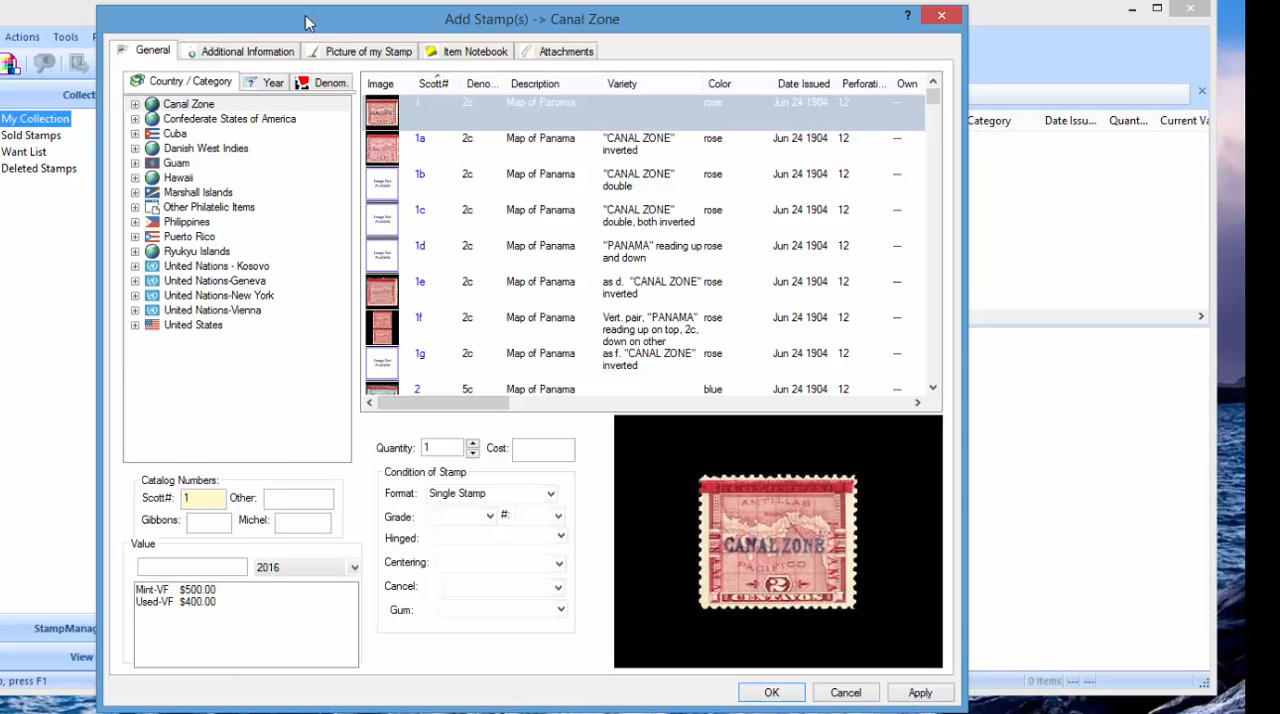 Add Stamp(s) -> Canal Zone
?
Actions Tools
General Additional Information Picture of my Stamp Item Notebook Attachments
Country / Category ? Year Denom.
Image Scott# Deno... Description Variety Color Date Issued Perforati... Own
Collect
My Collection
Sold Stamps
Want List
Deleted Stamps
Canal Zone
Confederate States of America
Cuba
Danish West Indies
Guam
Hawaii
Marshall Islands
Other Philatelic Items
Philippines
Puerto Rico
Ryukyu Islands
United Nations - Kosovo
United Nations-Geneva
United Nations-New York
United Nations-Vienna
United States
1 2c Map of Panama rose Jun 24 1904 12 ---
1a 2c Map of Panama "CANAL ZONE" rose Jun 24 1904 12 ---
inverted
1b 2c Map of Panama "CANAL ZONE" rose Jun 24 1904 12 ---
double
1c 2c Map of Panama "CANAL ZONE" rose Jun 24 1904 12 ---
double, both inverted
1d 2c Map of Panama "PANAMA" reading up rose Jun 24 1904 12 ---
and down
1e 2c Map of Panama as d. "CANAL ZONE" rose Jun 24 1904 12 ---
inverted
1f 2c Map of Panama Vert. pair, "PANAMA" rose Jun 24 1904 12 ---
reading up on top, 2c,
down on other
1g 2c Map of Panama as f. "CANAL ZONE" rose Jun 24 1904 12 ---
inverted
2 5c Map of Panama blue Jun 24 1904 12 ---
Image Not
Available
Image Not
Available
Image Not
Available
Image Not
Available
ategory Date Issu... Quant... Current Va
Quantity: 1 Cost:
Condition of Stamp
Format: Single Stamp
Grade: #:
Hinged:
Centering:
Cancel:
Gum:
Catalog Numbers:
Scott#: 1 Other:
Gibbons: Michel:
Value
2016
Mint-VF $500.00
Used-VF $400.00
ANTILLAS
CANAL ZONE
PACIFICO
2
CENTAVOS
PANAMA
StampManag
View
p, press F1
0 Items --- ---
OK Cancel Apply